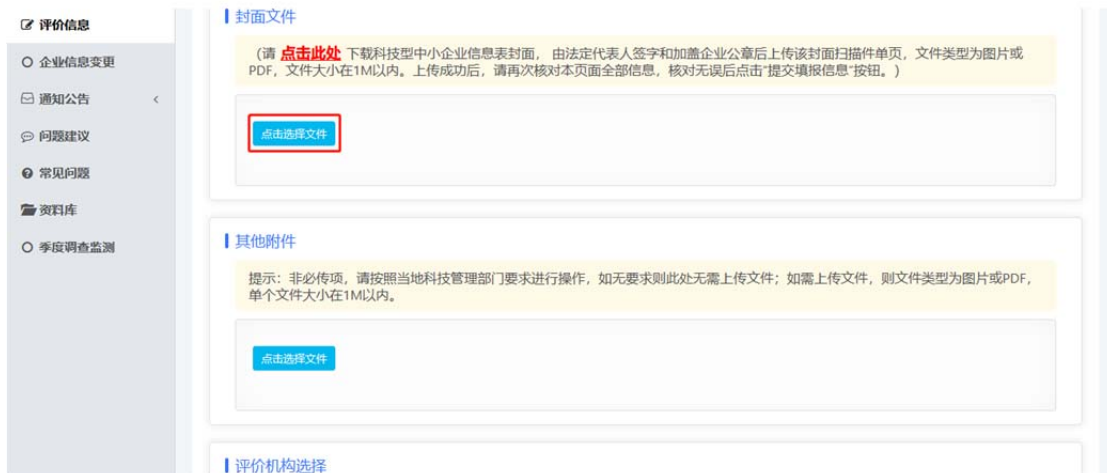 评价信息
企业信息变更
通知公告
问题建议
常见问题
资料库
季度调查监测
封面文件
（请 点击此处 下载科技型中小企业信息表封面， 由法定代表人签字和加盖企业公章后上传该封面扫描件单页，文件类型为图片或
PDF，文件大小在1M以内。上传成功后，请再次核对本页面全部信息，核对无误后点击“提交填报信息”按钮。）
点击选择文件
其他附件
提示：非必传项，请按照当地科技管理部门要求进行操作，如无要求则此处无需上传文件；如需上传文件，则文件类型为图片或PDF，
单个文件大小在1M以内。
点击选择文件
评价机构选择